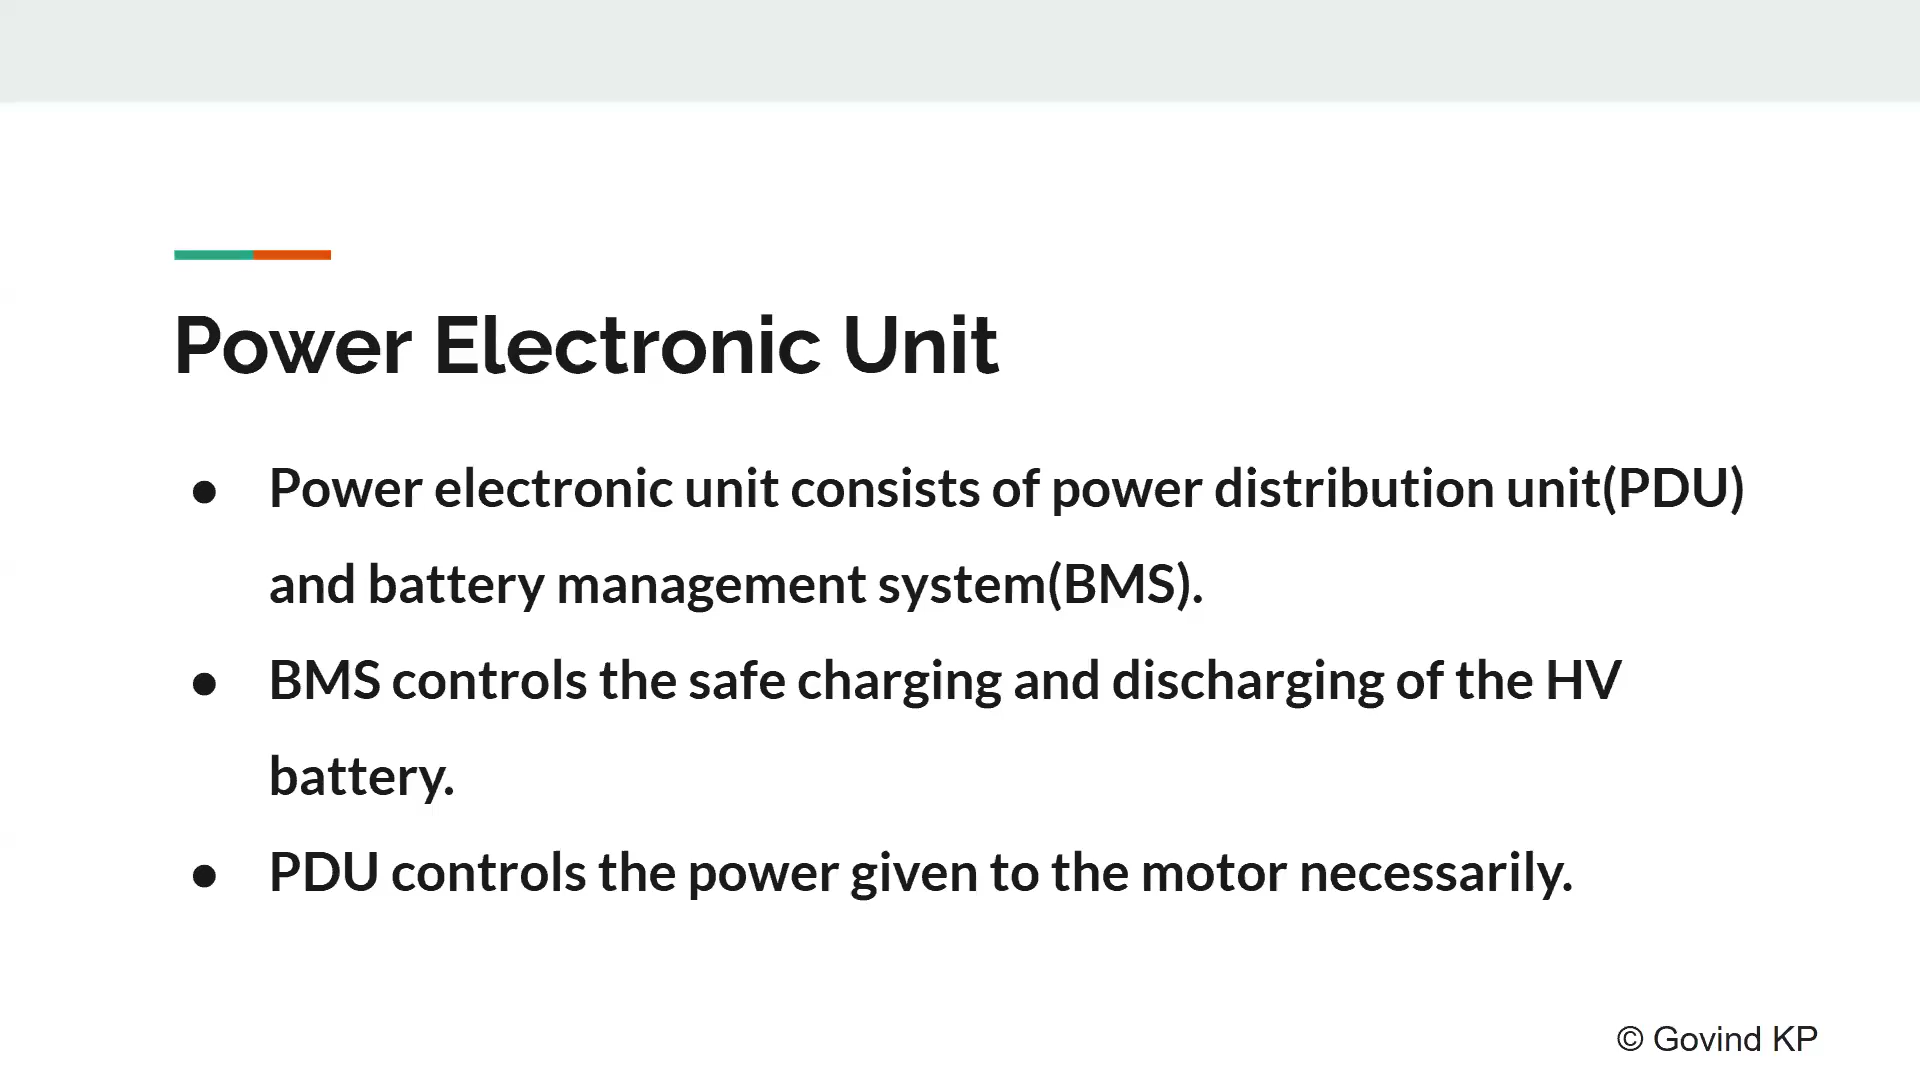 Power Electronic Unit
● Power electronic unit consists of power distribution unit(PDU)
and battery management system(BMS).
● BMS controls the safe charging and discharging of the HV
battery.
● PDU controls the power given to the motor necessarily.
© Govind KP